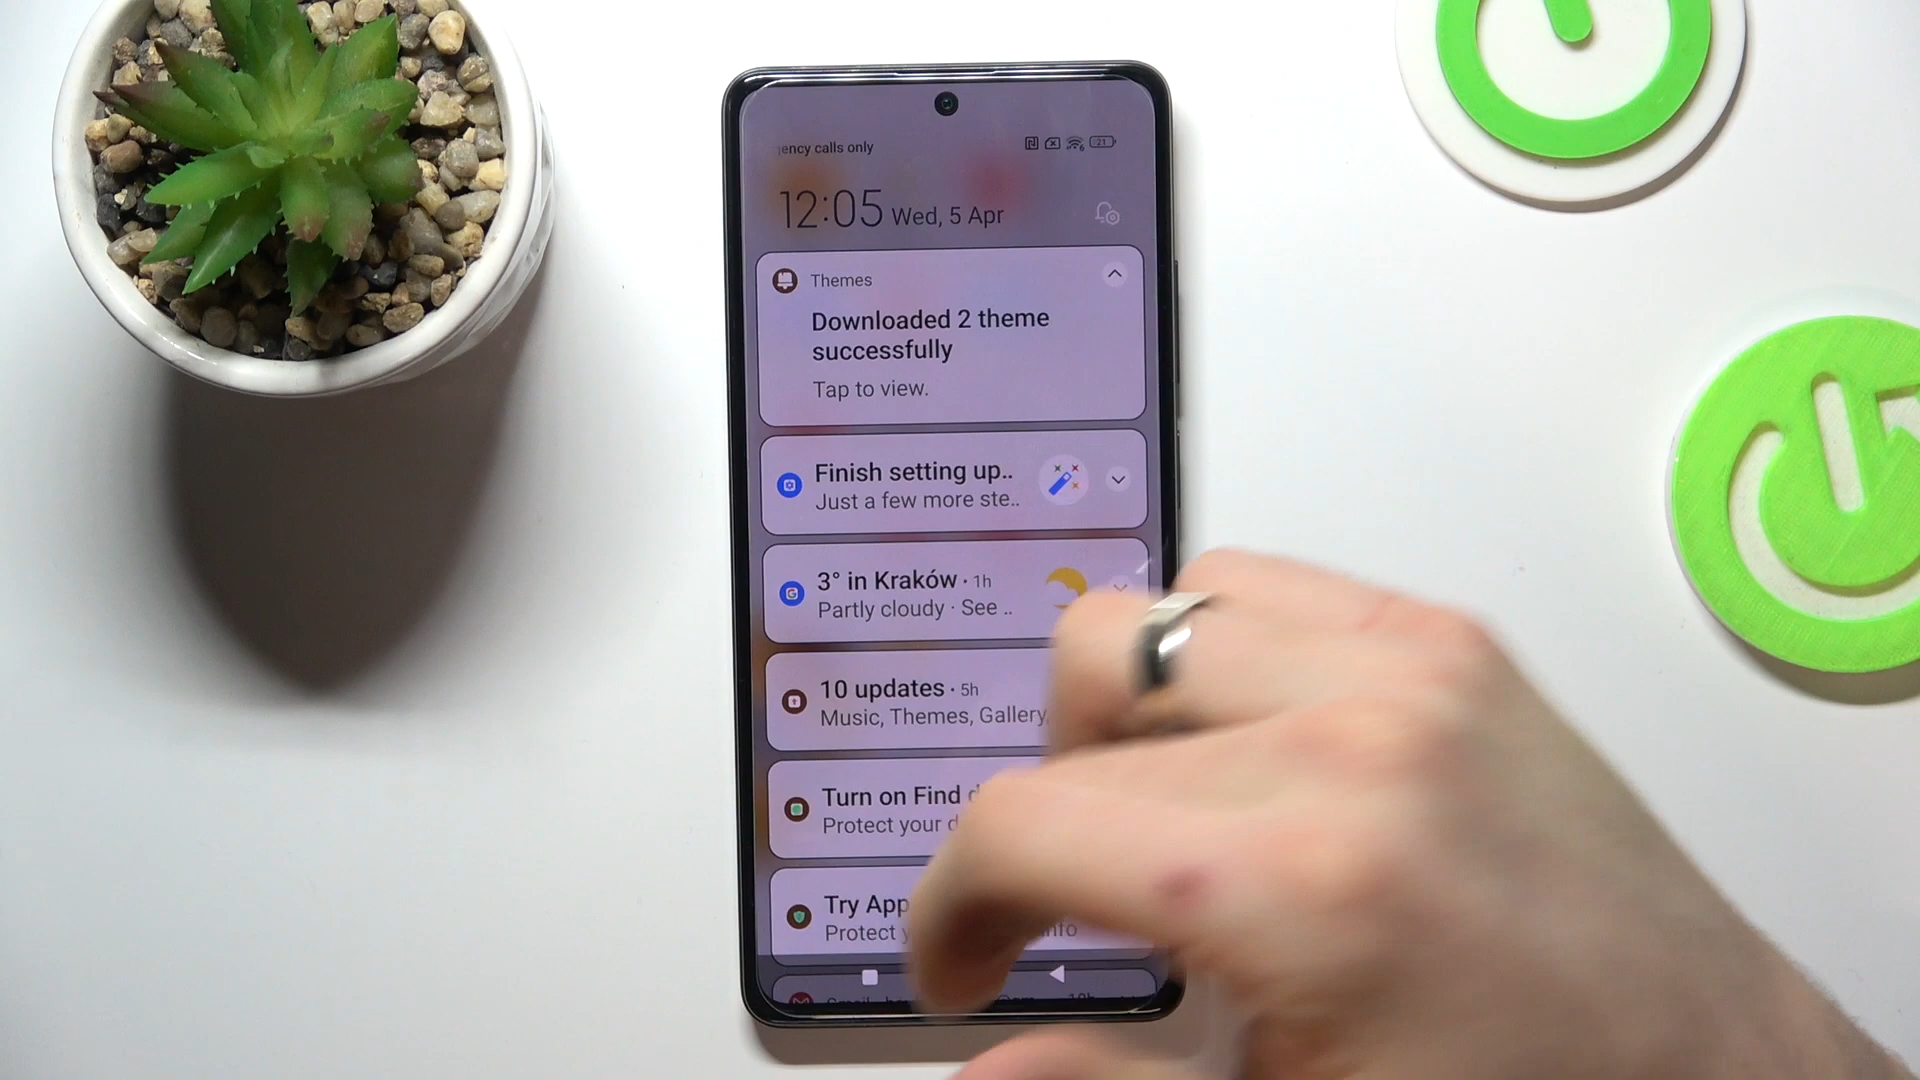 ency calls only
21
12:05 Wed, 5 Apr
Themes
Downloaded 2 theme
successfully
Tap to view.
Finish setting up..
Just a few more ste..
3° in Kraków · 1h
Partly cloudy · See ..
10 updates · 5h
Music, Themes, Gallery,
Turn on Find
Protect your
Try App
Protect